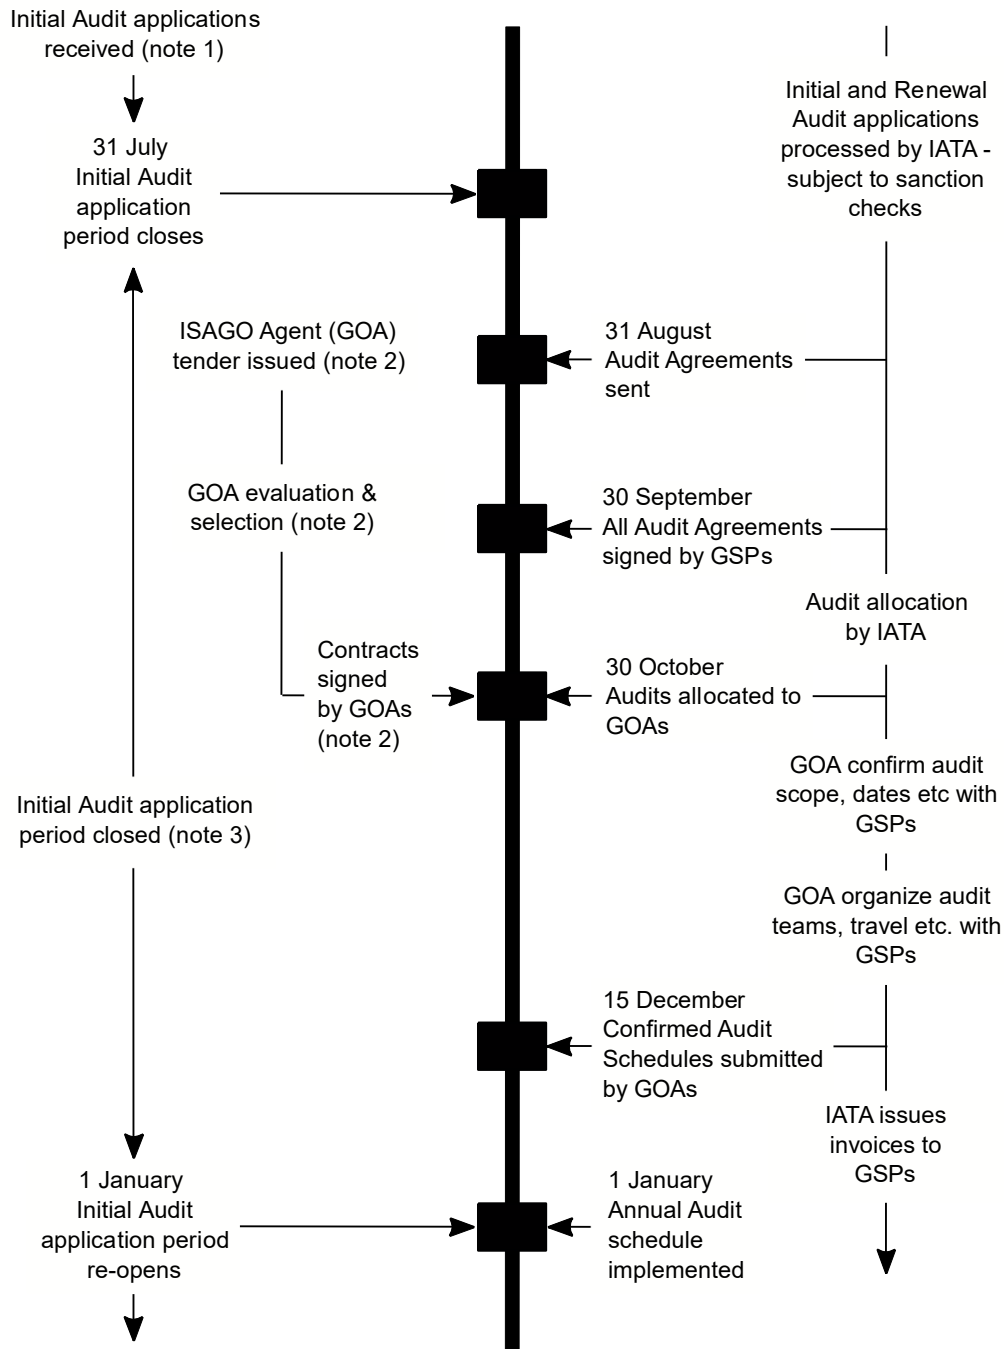 Initial Audit applications
received (note 1)
31 July
Initial Audit
application
period closes
Initial and Renewal
Audit applications
processed by IATA -
subject to sanction
checks
ISAGO Agent (GOA)
tender issued (note 2)
31 August
Audit Agreements
sent
GOA evaluation &
selection (note 2)
30 September
All Audit Agreements
signed by GSPs
Audit allocation
by IATA
Contracts
signed
by GOAs
(note 2)
30 October
Audits allocated to
GOAs
GOA confirm audit
scope, dates etc with
GSPs
Initial Audit application
period closed (note 3)
GOA organize audit
teams, travel etc. with
GSPs
15 December
Confirmed Audit
Schedules submitted
by GOAs
IATA issues
invoices to
GSPs
1 January
Initial Audit
application period
re-opens
1 January
Annual Audit
schedule
implemented